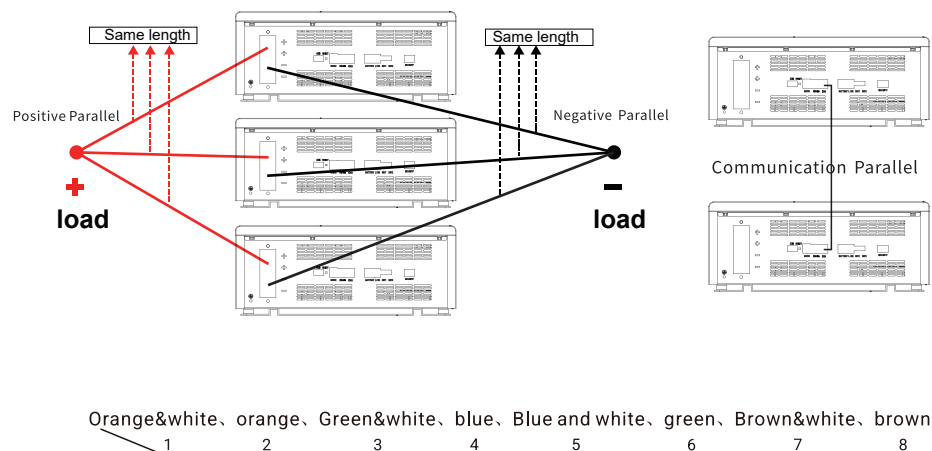 Same length
Same length
Positive Parallel
Negative Parallel
+
load
-
load
Communication Parallel
Orange&white、orange、Green&white、blue、Blue and white、green、Brown&white、brown
1 2 3 4 5 6 7 8